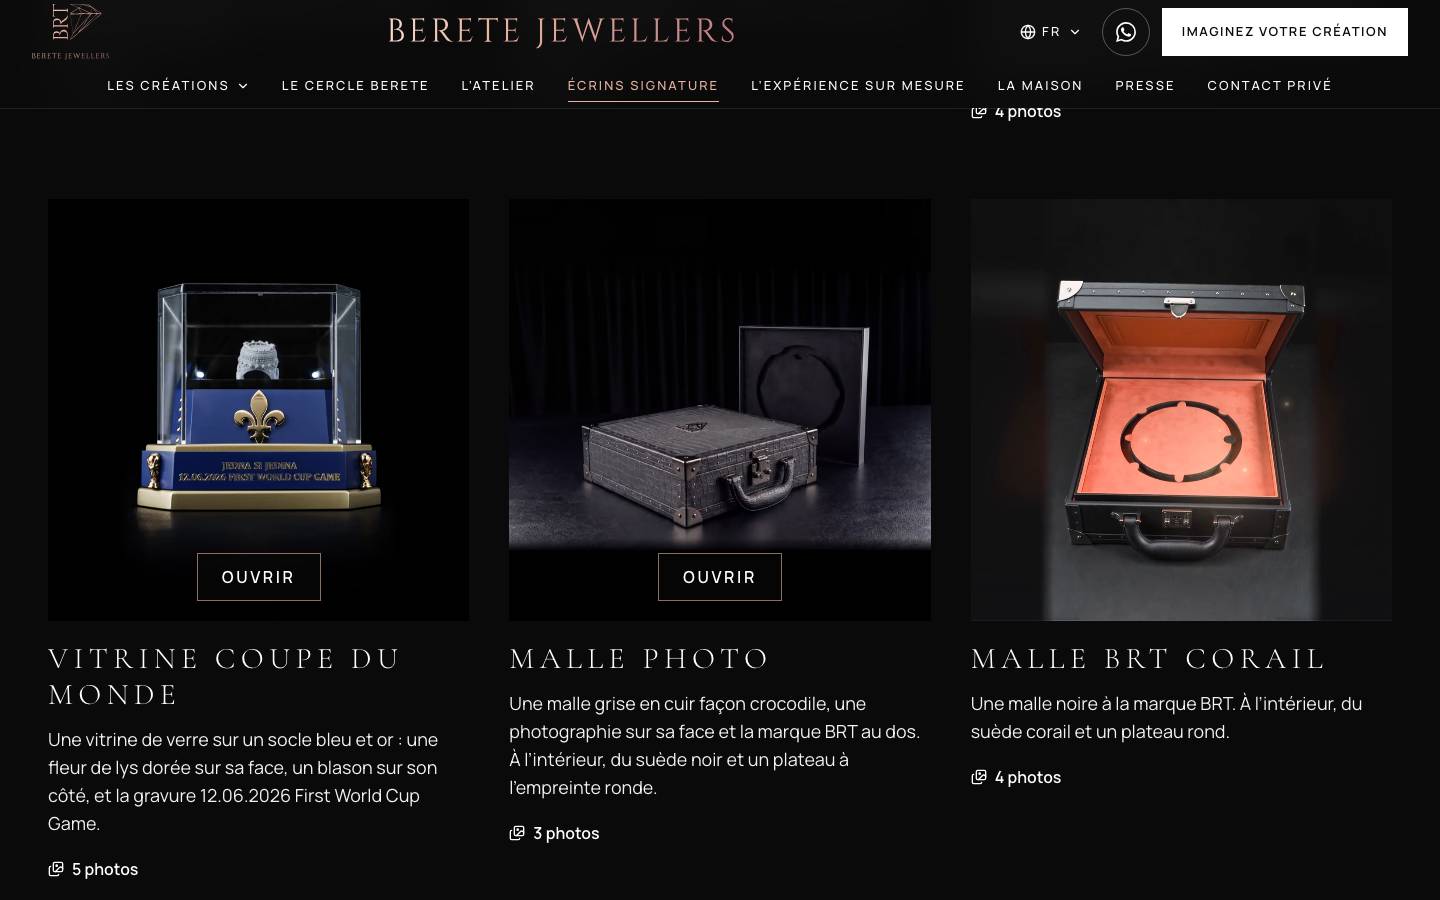 BRT
BERETE JEWELLERS
BERETE JEWELLERS
FR
IMAGINEZ VOTRE CRÉATION
LES CRÉATIONS
LE CERCLE BERETE
L'ATELIER
ÉCRINS SIGNATURE
L'EXPÉRIENCE SUR MESURE
LA MAISON
PRESSE
CONTACT PRIVÉ
4 photos
JEDNA SI JEDINA
12.06.2026 FIRST WORLD CUP GAME
OUVRIR
OUVRIR
VITRINE COUPE DU
MONDE
Une vitrine de verre sur un socle bleu et or : une
fleur de lys dorée sur sa face, un blason sur son
côté, et la gravure 12.06.2026 First World Cup
Game.
5 photos
MALLE PHOTO
Une malle grise en cuir façon crocodile, une
photographie sur sa face et la marque BRT au dos.
À l'intérieur, du suède noir et un plateau à
l'empreinte ronde.
3 photos
MALLE BRT CORAIL
Une malle noire à la marque BRT. À l'intérieur, du
suède corail et un plateau rond.
4 photos